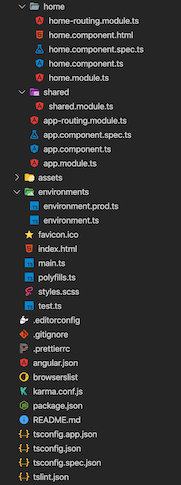 home
home-routing.module.ts
home.component.html
home.component.spec.ts
home.component.ts
home.module.ts
shared
shared.module.ts
app-routing.module.ts
app.component.spec.ts
app.component.ts
app.module.ts
assets
environments
environment.prod.ts
environment.ts
favicon.ico
index.html
main.ts
polyfills.ts
styles.scss
test.ts
.editorconfig
.gitignore
.prettierrc
angular.json
browserslist
karma.conf.js
package.json
README.md
tsconfig.app.json
tsconfig.json
tsconfig.spec.json
tslint.json